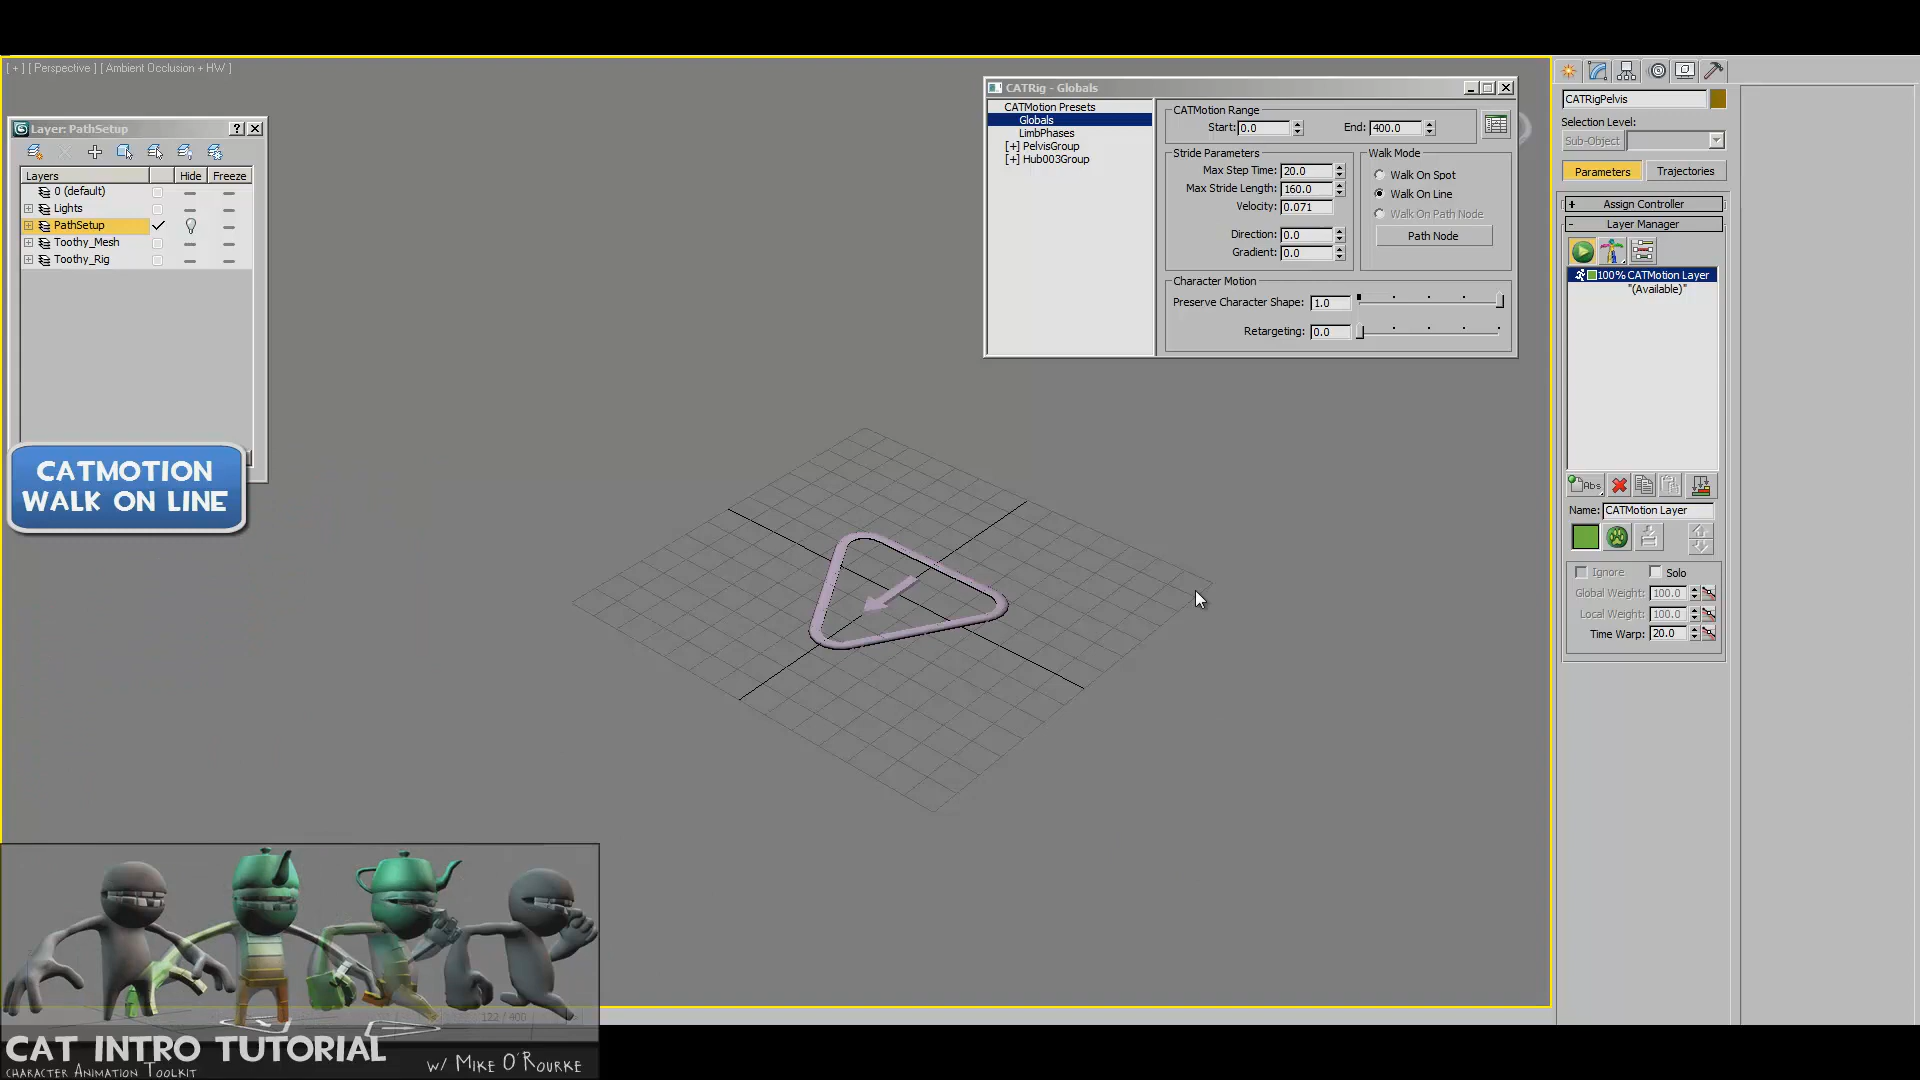 [ + ] [ Perspective ] [ Ambient Occlusion + HW ]
Layer: PathSetup
Layers
Hide
Freeze
0 (default)
Lights
PathSetup
Toothy_Mesh
Toothy_Rig
CATMOTION
WALK ON LINE
CATRig - Globals
CATMotion Presets
Globals
LimbPhases
[+] PelvisGroup
[+] Hub003Group
CATMotion Range
Start: 0.0
End: 400.0
Stride Parameters
Max Step Time: 20.0
Max Stride Length: 160.0
Velocity: 0.071
Direction: 0.0
Gradient: 0.0
Walk Mode
Walk On Spot
Walk On Line
Walk On Path Node
Path Node
Character Motion
Preserve Character Shape: 1.0
Retargeting: 0.0
CATRigPelvis
Selection Level:
Sub-Object
Parameters
Trajectories
+ Assign Controller
- Layer Manager
100% CATMotion Layer
"(Available)"
Abs
Name: CATMotion Layer
Ignore
Solo
Global Weight: 100.0
Local Weight: 100.0
Time Warp: 20.0
122 / 400
CAT INTRO TUTORIAL
CHARACTER ANIMATION TOOLKIT
W/ MIKE O'ROURKE